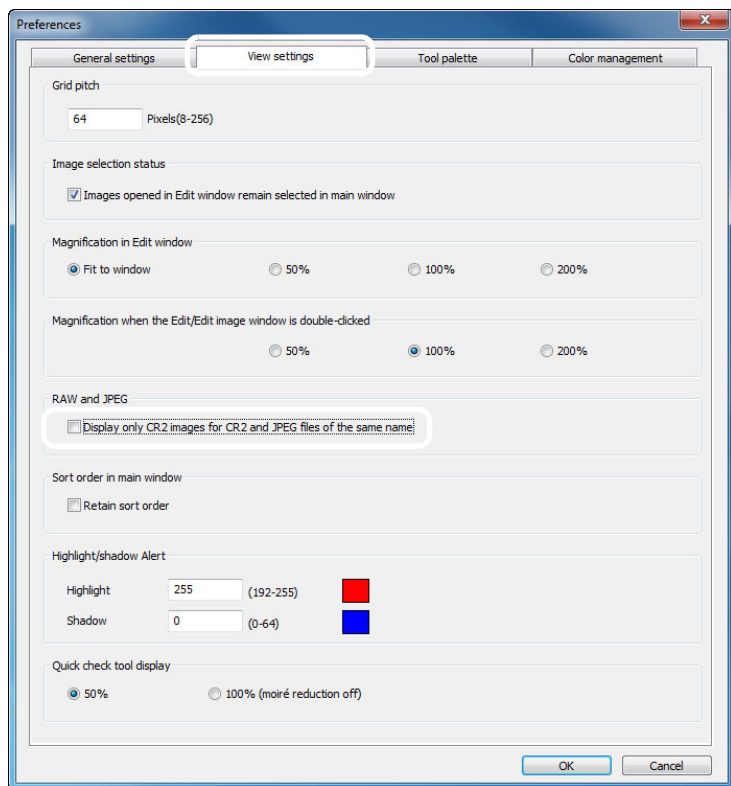 Preferences
General settings View settings Tool palette Color management
Grid pitch
64 Pixels(8-256)
Image selection status
Images opened in Edit window remain selected in main window
Magnification in Edit window
Fit to window 50% 100% 200%
Magnification when the Edit/Edit image window is double-clicked
50% 100% 200%
RAW and JPEG
Display only CR2 images for CR2 and JPEG files of the same name
Sort order in main window
Retain sort order
Highlight/shadow Alert
Highlight 255 (192-255)
Shadow 0 (0-64)
Quick check tool display
50% 100% (moiré reduction off)
OK Cancel